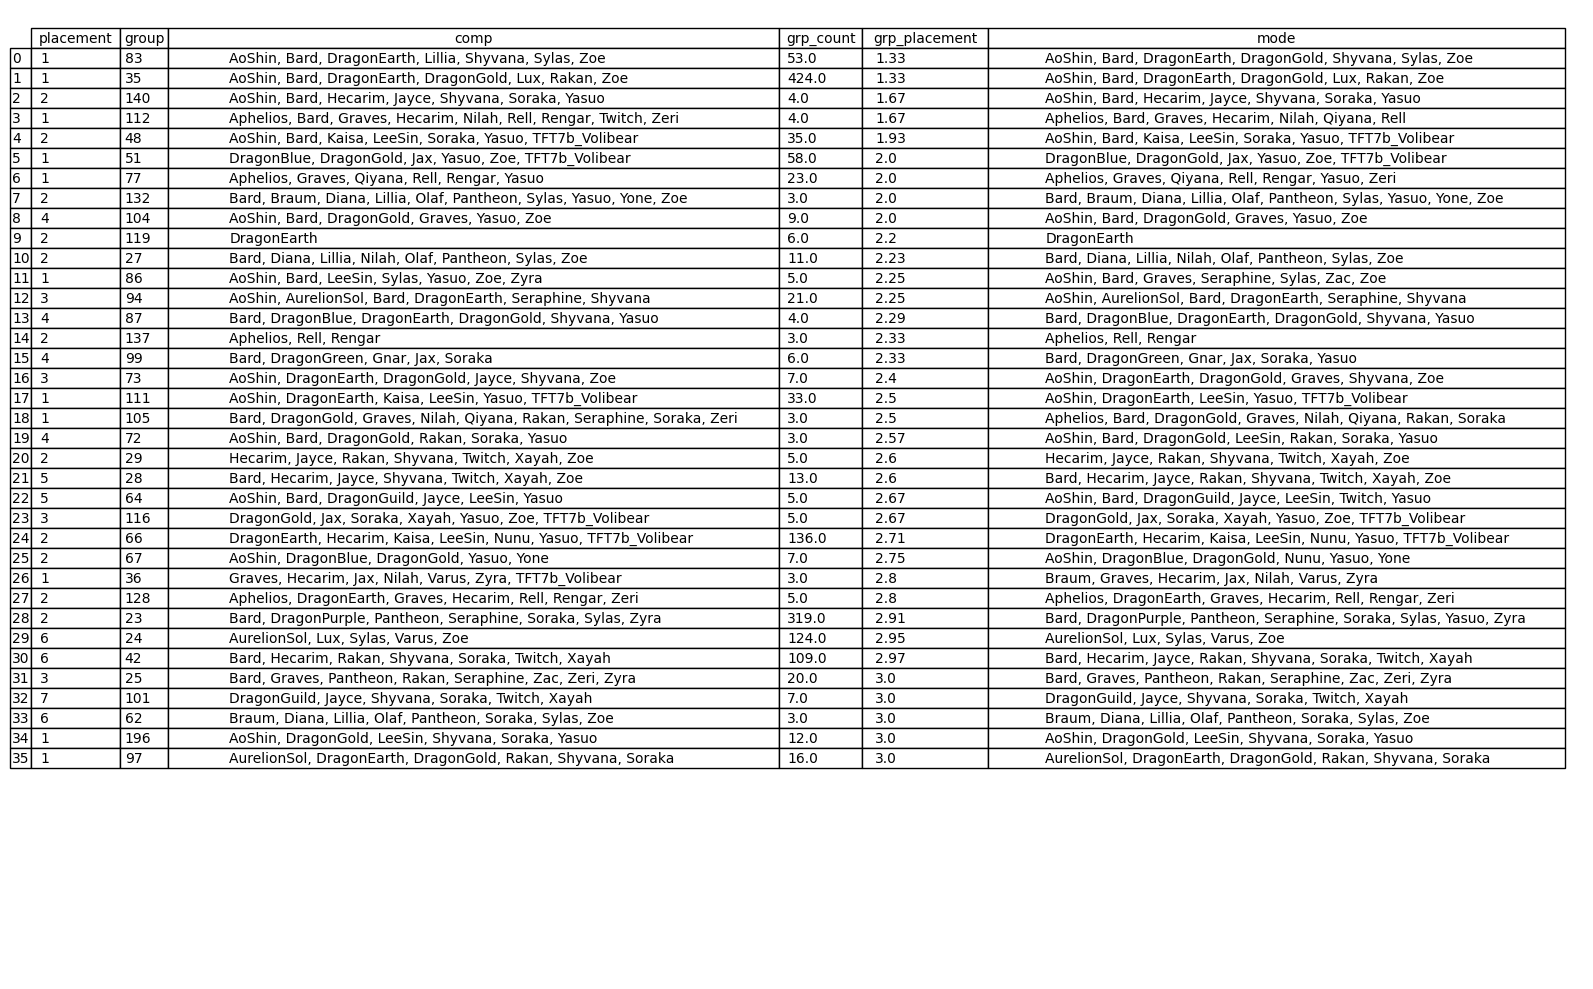 placement group comp grp_count grp_placement mode
0 1 83 AoShin, Bard, DragonEarth, Lillia, Shyvana, Sylas, Zoe 53.0 1.33 AoShin, Bard, DragonEarth, DragonGold, Shyvana, Sylas, Zoe
1 1 35 AoShin, Bard, DragonEarth, DragonGold, Lux, Rakan, Zoe 424.0 1.33 AoShin, Bard, DragonEarth, DragonGold, Lux, Rakan, Zoe
2 2 140 AoShin, Bard, Hecarim, Jayce, Shyvana, Soraka, Yasuo 4.0 1.67 AoShin, Bard, Hecarim, Jayce, Shyvana, Soraka, Yasuo
3 1 112 Aphelios, Bard, Graves, Hecarim, Nilah, Rell, Rengar, Twitch, Zeri 4.0 1.67 Aphelios, Bard, Graves, Hecarim, Nilah, Qiyana, Rell
4 2 48 AoShin, Bard, Kaisa, LeeSin, Soraka, Yasuo, TFT7b_Volibear 35.0 1.93 AoShin, Bard, Kaisa, LeeSin, Soraka, Yasuo, TFT7b_Volibear
5 1 51 DragonBlue, DragonGold, Jax, Yasuo, Zoe, TFT7b_Volibear 58.0 2.0 DragonBlue, DragonGold, Jax, Yasuo, Zoe, TFT7b_Volibear
6 1 77 Aphelios, Graves, Qiyana, Rell, Rengar, Yasuo 23.0 2.0 Aphelios, Graves, Qiyana, Rell, Rengar, Yasuo, Zeri
7 2 132 Bard, Braum, Diana, Lillia, Olaf, Pantheon, Sylas, Yasuo, Yone, Zoe 3.0 2.0 Bard, Braum, Diana, Lillia, Olaf, Pantheon, Sylas, Yasuo, Yone, Zoe
8 4 104 AoShin, Bard, DragonGold, Graves, Yasuo, Zoe 9.0 2.0 AoShin, Bard, DragonGold, Graves, Yasuo, Zoe
9 2 119 DragonEarth 6.0 2.2 DragonEarth
10 2 27 Bard, Diana, Lillia, Nilah, Olaf, Pantheon, Sylas, Zoe 11.0 2.23 Bard, Diana, Lillia, Nilah, Olaf, Pantheon, Sylas, Zoe
11 1 86 AoShin, Bard, LeeSin, Sylas, Yasuo, Zoe, Zyra 5.0 2.25 AoShin, Bard, Graves, Seraphine, Sylas, Zac, Zoe
12 3 94 AoShin, AurelionSol, Bard, DragonEarth, Seraphine, Shyvana 21.0 2.25 AoShin, AurelionSol, Bard, DragonEarth, Seraphine, Shyvana
13 4 87 Bard, DragonBlue, DragonEarth, DragonGold, Shyvana, Yasuo 4.0 2.29 Bard, DragonBlue, DragonEarth, DragonGold, Shyvana, Yasuo
14 2 137 Aphelios, Rell, Rengar 3.0 2.33 Aphelios, Rell, Rengar
15 4 99 Bard, DragonGreen, Gnar, Jax, Soraka 6.0 2.33 Bard, DragonGreen, Gnar, Jax, Soraka, Yasuo
16 3 73 AoShin, DragonEarth, DragonGold, Jayce, Shyvana, Zoe 7.0 2.4 AoShin, DragonEarth, DragonGold, Graves, Shyvana, Zoe
17 1 111 AoShin, DragonEarth, Kaisa, LeeSin, Yasuo, TFT7b_Volibear 33.0 2.5 AoShin, DragonEarth, LeeSin, Yasuo, TFT7b_Volibear
18 1 105 Bard, DragonGold, Graves, Nilah, Qiyana, Rakan, Seraphine, Soraka, Zeri 3.0 2.5 Aphelios, Bard, DragonGold, Graves, Nilah, Qiyana, Rakan, Soraka
19 4 72 AoShin, Bard, DragonGold, Rakan, Soraka, Yasuo 3.0 2.57 AoShin, Bard, DragonGold, LeeSin, Rakan, Soraka, Yasuo
20 2 29 Hecarim, Jayce, Rakan, Shyvana, Twitch, Xayah, Zoe 5.0 2.6 Hecarim, Jayce, Rakan, Shyvana, Twitch, Xayah, Zoe
21 5 28 Bard, Hecarim, Jayce, Shyvana, Twitch, Xayah, Zoe 13.0 2.6 Bard, Hecarim, Jayce, Rakan, Shyvana, Twitch, Xayah, Zoe
22 5 64 AoShin, Bard, DragonGuild, Jayce, LeeSin, Yasuo 5.0 2.67 AoShin, Bard, DragonGuild, Jayce, LeeSin, Twitch, Yasuo
23 3 116 DragonGold, Jax, Soraka, Xayah, Yasuo, Zoe, TFT7b_Volibear 5.0 2.67 DragonGold, Jax, Soraka, Xayah, Yasuo, Zoe, TFT7b_Volibear
24 2 66 DragonEarth, Hecarim, Kaisa, LeeSin, Nunu, Yasuo, TFT7b_Volibear 136.0 2.71 DragonEarth, Hecarim, Kaisa, LeeSin, Nunu, Yasuo, TFT7b_Volibear
25 2 67 AoShin, DragonBlue, DragonGold, Yasuo, Yone 7.0 2.75 AoShin, DragonBlue, DragonGold, Nunu, Yasuo, Yone
26 1 36 Graves, Hecarim, Jax, Nilah, Varus, Zyra, TFT7b_Volibear 3.0 2.8 Braum, Graves, Hecarim, Jax, Nilah, Varus, Zyra
27 2 128 Aphelios, DragonEarth, Graves, Hecarim, Rell, Rengar, Zeri 5.0 2.8 Aphelios, DragonEarth, Graves, Hecarim, Rell, Rengar, Zeri
28 2 23 Bard, DragonPurple, Pantheon, Seraphine, Soraka, Sylas, Zyra 319.0 2.91 Bard, DragonPurple, Pantheon, Seraphine, Soraka, Sylas, Yasuo, Zyra
29 6 24 AurelionSol, Lux, Sylas, Varus, Zoe 124.0 2.95 AurelionSol, Lux, Sylas, Varus, Zoe
30 6 42 Bard, Hecarim, Rakan, Shyvana, Soraka, Twitch, Xayah 109.0 2.97 Bard, Hecarim, Jayce, Rakan, Shyvana, Soraka, Twitch, Xayah
31 3 25 Bard, Graves, Pantheon, Rakan, Seraphine, Zac, Zeri, Zyra 20.0 3.0 Bard, Graves, Pantheon, Rakan, Seraphine, Zac, Zeri, Zyra
32 7 101 DragonGuild, Jayce, Shyvana, Soraka, Twitch, Xayah 7.0 3.0 DragonGuild, Jayce, Shyvana, Soraka, Twitch, Xayah
33 6 62 Braum, Diana, Lillia, Olaf, Pantheon, Soraka, Sylas, Zoe 3.0 3.0 Braum, Diana, Lillia, Olaf, Pantheon, Soraka, Sylas, Zoe
34 1 196 AoShin, DragonGold, LeeSin, Shyvana, Soraka, Yasuo 12.0 3.0 AoShin, DragonGold, LeeSin, Shyvana, Soraka, Yasuo
35 1 97 AurelionSol, DragonEarth, DragonGold, Rakan, Shyvana, Soraka 16.0 3.0 AurelionSol, DragonEarth, DragonGold, Rakan, Shyvana, Soraka